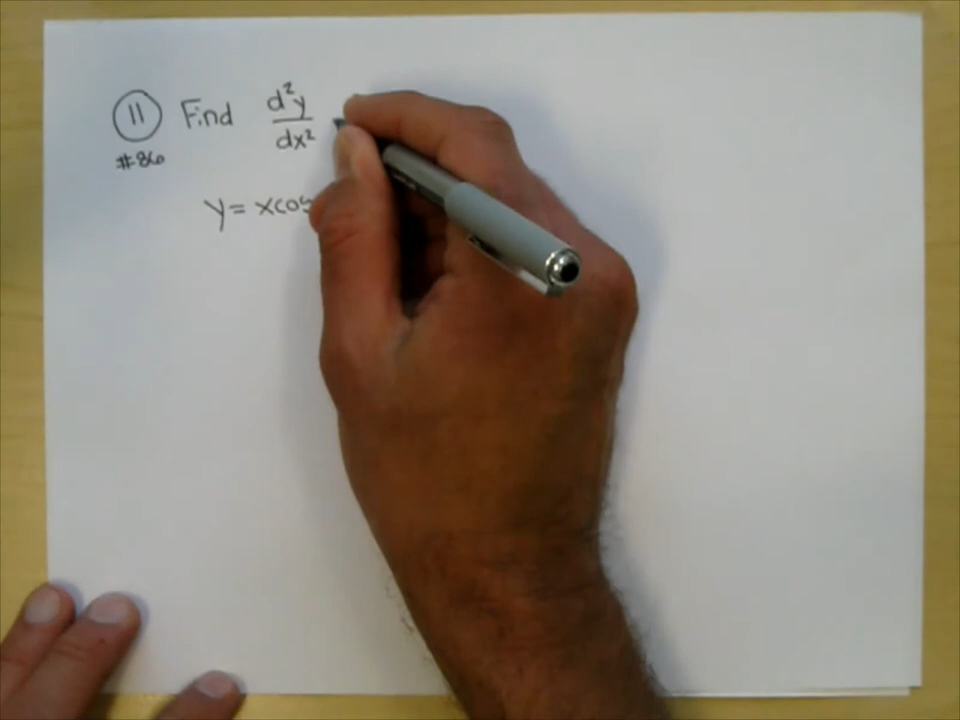 11 Find d²y
dx²
#86
y = xcos